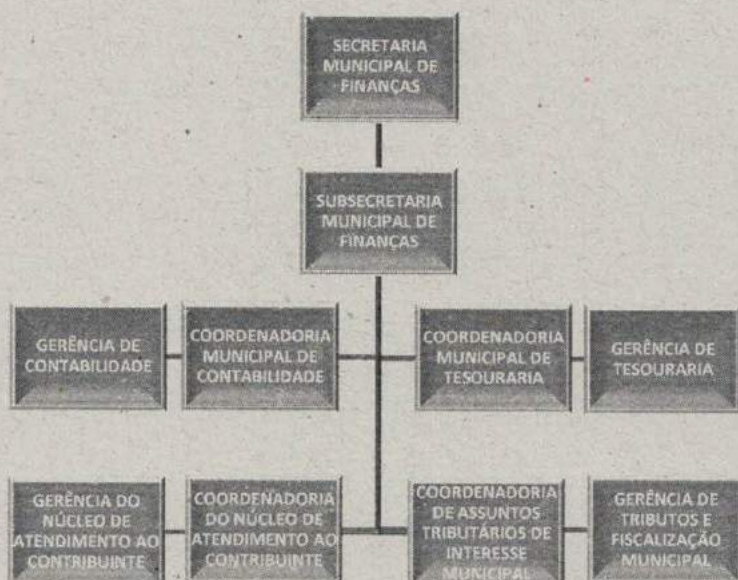 SECRETARIA
MUNICIPAL DE
FINANÇAS
SUBSECRETARIA
MUNICIPAL DE
FINANÇAS
GERÊNCIA DE
CONTABILIDADE
COORDENADORIA
MUNICIPAL DE
CONTABILIDADE
COORDENADORIA
MUNICIPAL DE
TESOURARIA
GERÊNCIA DE
TESOURARIA
GERÊNCIA DO
NÚCLEO DE
ATENDIMENTO AO
CONTRIBUINTE
COORDENADORIA
DO NÚCLEO DE
ATENDIMENTO AO
CONTRIBUINTE
COORDENADORIA
DE ASSUNTOS
TRIBUTÁRIOS DE
INTERESSE
MUNICIPAL
GERÊNCIA DE
TRIBUTOS E
FISCALIZAÇÃO
MUNICIPAL